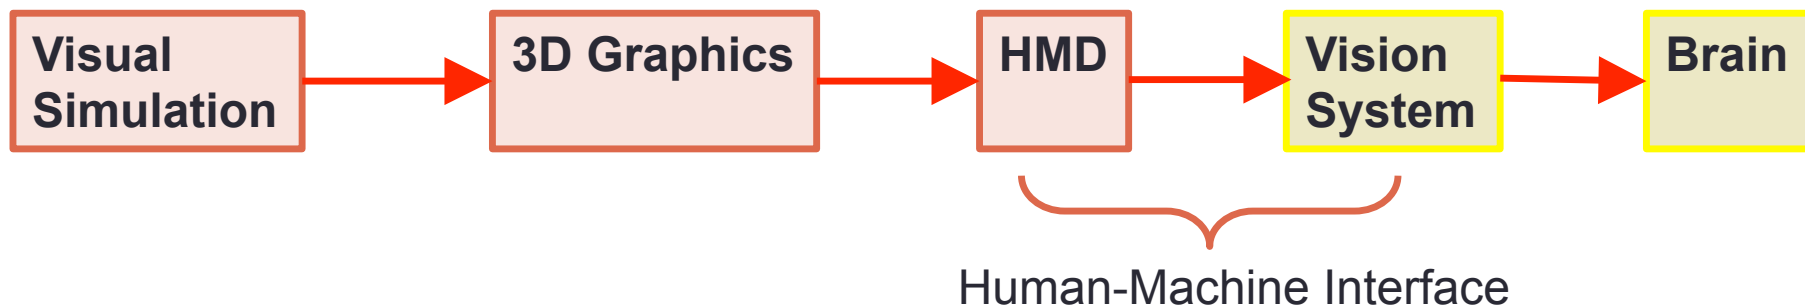 Visual
Simulation
3D Graphics
HMD
Vision
System
Brain
Human-Machine Interface